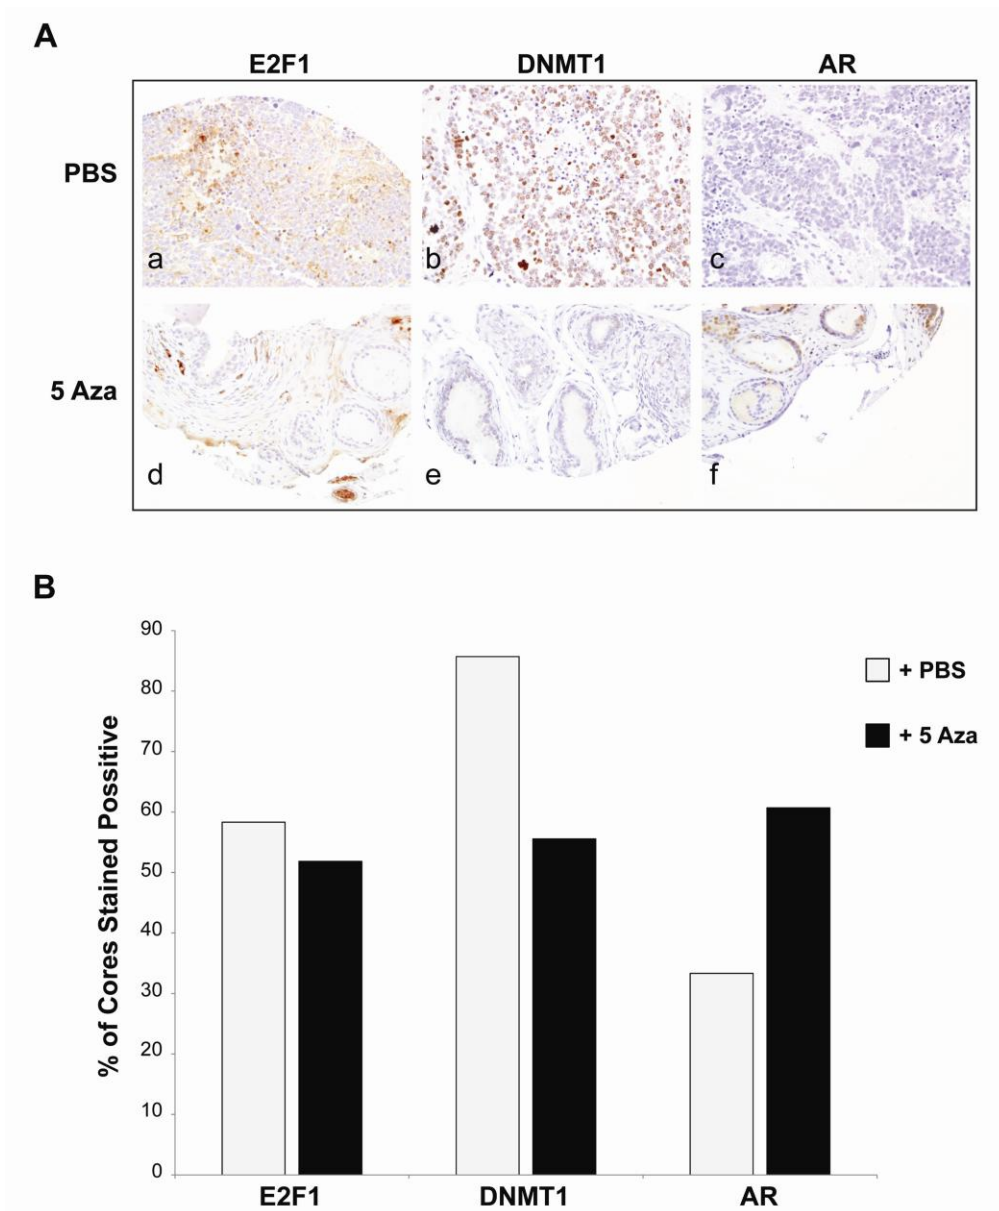 A
E2F1 DNMT1 AR
PBS
a b c
5 Aza
d e f
B
% of Cores Stained Possitive
90
80
70
60
50
40
30
20
10
0
+ PBS
+ 5 Aza
E2F1 DNMT1 AR